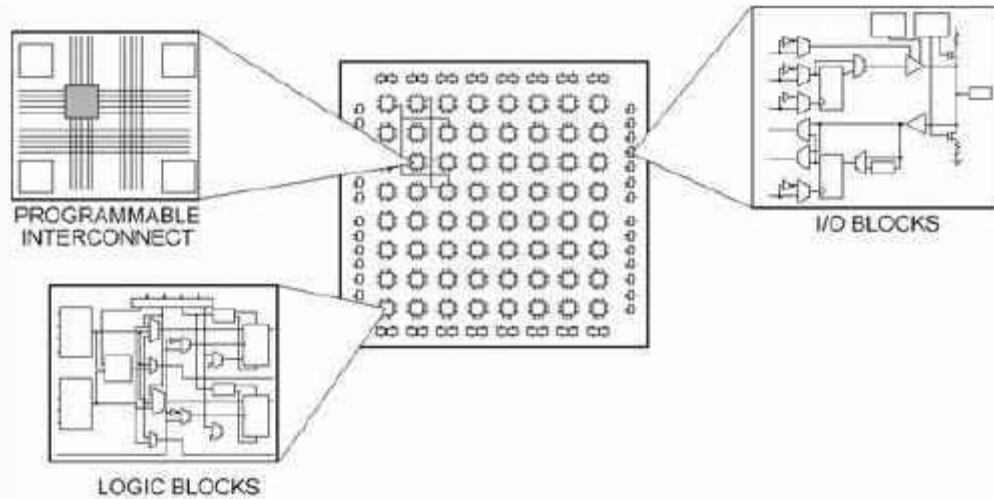 PROGRAMMABLE
INTERCONNECT
I/O BLOCKS
LOGIC BLOCKS